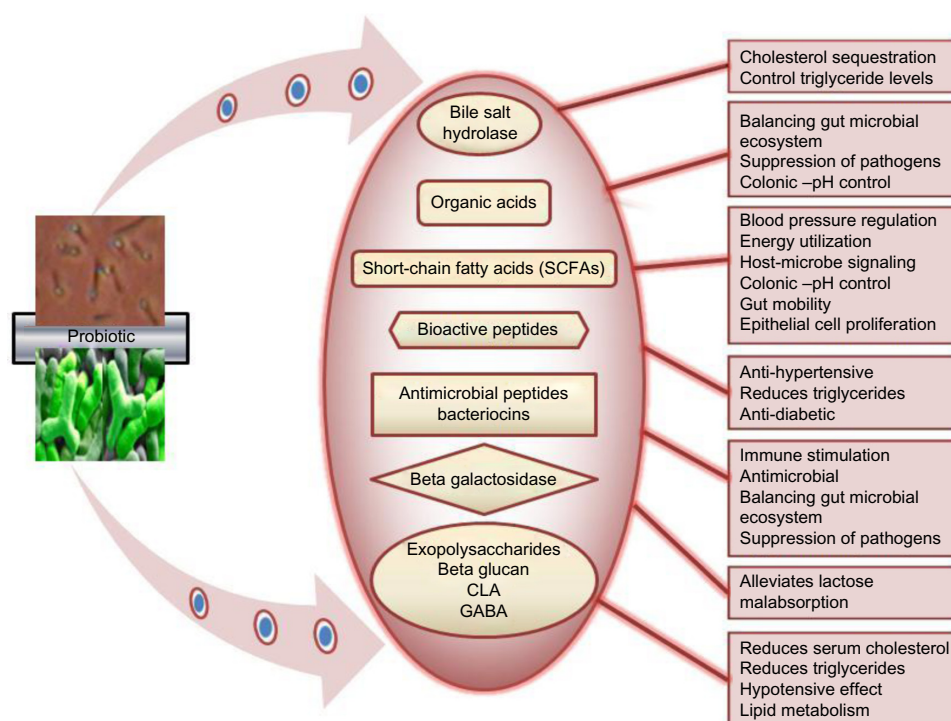 Probiotic
Bile salt
hydrolase
Organic acids
Short-chain fatty acids (SCFAs)
Bioactive peptides
Antimicrobial peptides
bacteriocins
Beta galactosidase
Exopolysaccharides
Beta glucan
CLA
GABA
Cholesterol sequestration
Control triglyceride levels
Balancing gut microbial
ecosystem
Suppression of pathogens
Colonic –pH control
Blood pressure regulation
Energy utilization
Host-microbe signaling
Colonic –pH control
Gut mobility
Epithelial cell proliferation
Anti-hypertensive
Reduces triglycerides
Anti-diabetic
Immune stimulation
Antimicrobial
Balancing gut microbial
ecosystem
Suppression of pathogens
Alleviates lactose
malabsorption
Reduces serum cholesterol
Reduces triglycerides
Hypotensive effect
Lipid metabolism